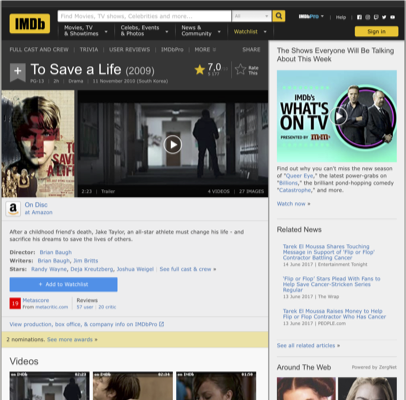 IMDb
Find Movies, TV shows, Celebrities and more...
All
IMDbPro
Help
Movies, TV & Showtimes
Celebs, Events & Photos
News & Community
Watchlist
Sign in
FULL CAST AND CREW | TRIVIA | USER REVIEWS | IMDbPro | MORE
SHARE
+
To Save a Life (2009)
PG-13 | 2h | Drama | 11 November 2010 (South Korea)
7,0
Rate This
TO SAVE A LIFE
2:23 | Trailer
4 VIDEOS | 27 IMAGES
On Disc
at Amazon
After a childhood friend's death, Jake Taylor, an all-star athlete must change his life - and
sacrifice his dreams to save the lives of others.
Director: Brian Baugh
Writers: Brian Baugh, Jim Britts
Stars: Randy Wayne, Deja Kreutzberg, Joshua Weigel | See full cast & crew »
+ Add to Watchlist
19
Metascore
From metacritic.com
Reviews
57 user | 20 critic
View production, box office, & company info on IMDbPro
2 nominations. See more awards »
Videos
The Shows Everyone Will Be Talking
About This Week
IMDb's
WHAT'S
ON TV
PRESENTED BY m&m's
Find out why you can't miss the new season
of "Queer Eye," the latest power-grabs on
"Billions," the brilliant pond-hopping comedy
"Catastrophe," and more.
Watch now »
Related News
Tarek El Moussa Shares Touching
Message in Support of 'Flip or Flop'
Contractor Battling Cancer
14 June 2017 | Entertainment Tonight
'Flip or Flop' Stars Plead With Fans to
Help Save Cancer-Stricken Series
Regular
13 June 2017 | The Wrap
Tarek El Moussa Raises Money to Help
Flip or Flop Contractor Who Has Cancer
13 June 2017 | PEOPLE.com
See all related articles »
Around The Web
Powered by ZergNet